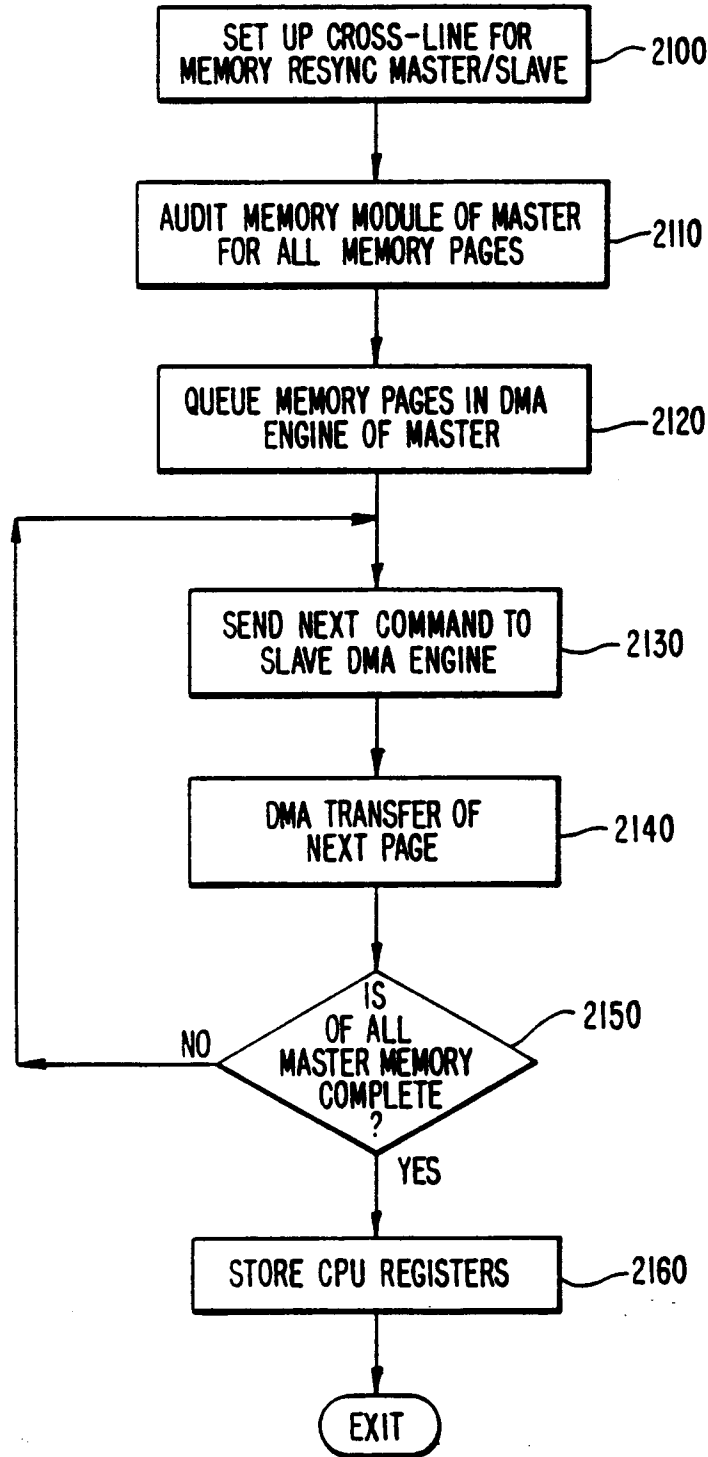 SET UP CROSS-LINE FOR
MEMORY RESYNC MASTER/SLAVE
2100
AUDIT MEMORY MODULE OF MASTER
FOR ALL MEMORY PAGES
2110
QUEUE MEMORY PAGES IN DMA
ENGINE OF MASTER
2120
SEND NEXT COMMAND TO
SLAVE DMA ENGINE
2130
DMA TRANSFER OF
NEXT PAGE
2140
IS
OF ALL
MASTER MEMORY
COMPLETE
?
2150
NO
YES
STORE CPU REGISTERS
2160
EXIT